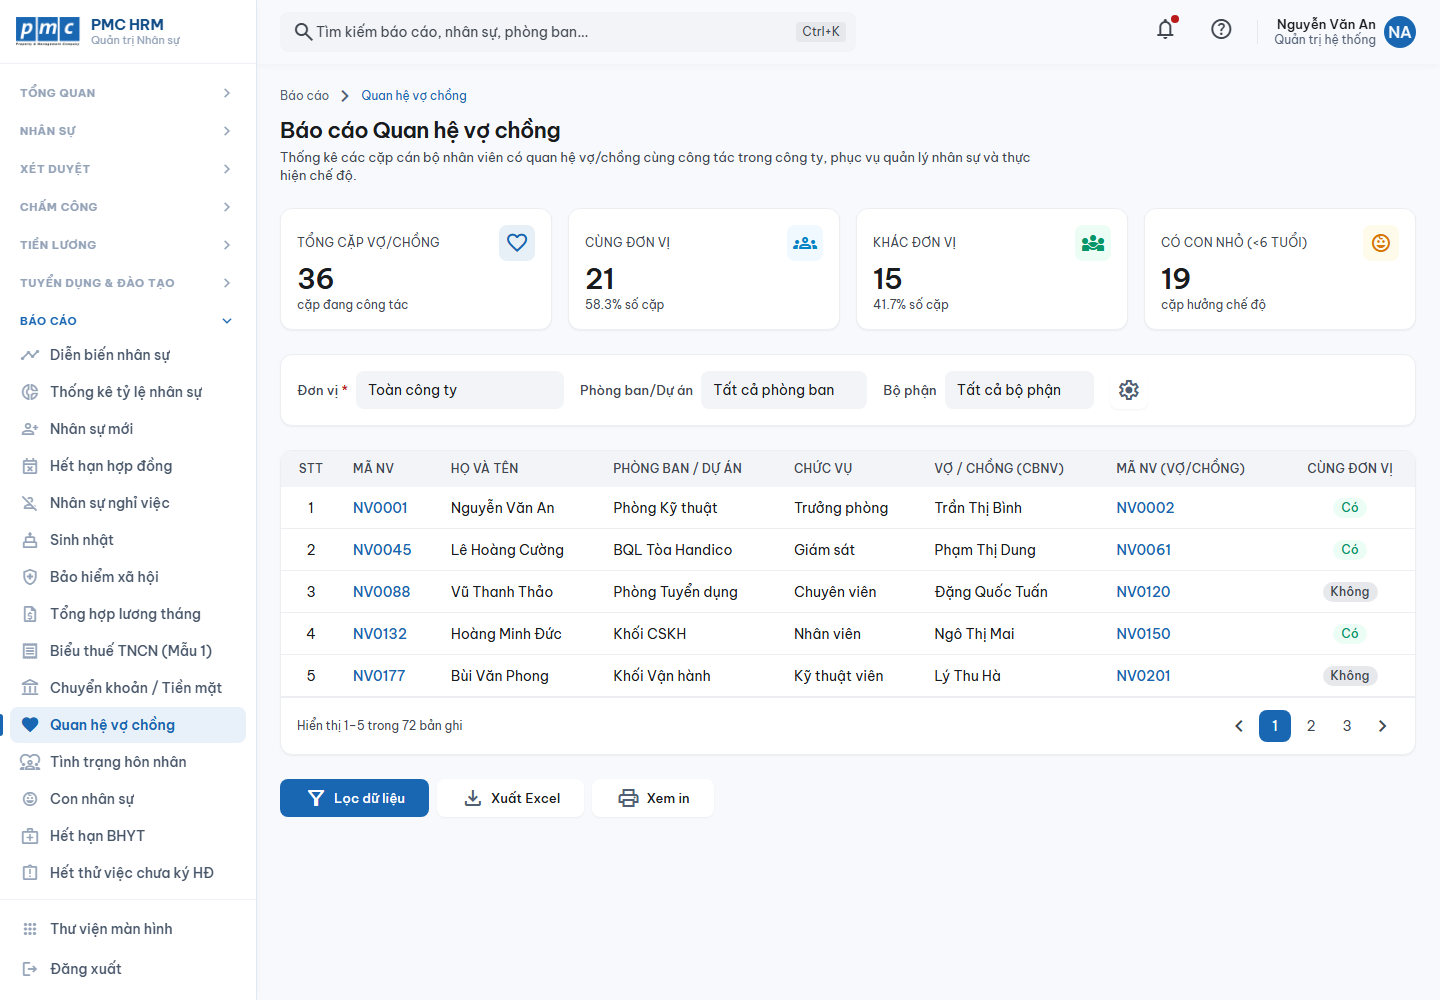 pmc
PMC HRM
Quản trị Nhân sự
TỔNG QUAN
NHÂN SỰ
XÉT DUYỆT
CHẤM CÔNG
TIỀN LƯƠNG
TUYỂN DỤNG & ĐÀO TẠO
BÁO CÁO
Diễn biến nhân sự
Thống kê tỷ lệ nhân sự
Nhân sự mới
Hết hạn hợp đồng
Nhân sự nghỉ việc
Sinh nhật
Bảo hiểm xã hội
Tổng hợp lương tháng
Biểu thuế TNCN (Mẫu 1)
Chuyển khoản / Tiền mặt
Quan hệ vợ chồng
Tình trạng hôn nhân
Con nhân sự
Hết hạn BHYT
Hết thử việc chưa ký HĐ
Thư viện màn hình
Đăng xuất
Tìm kiếm báo cáo, nhân sự, phòng ban...
Ctrl+K
Nguyễn Văn An
Quản trị hệ thống
NA
Báo cáo
Quan hệ vợ chồng
Báo cáo Quan hệ vợ chồng
Thống kê các cặp cán bộ nhân viên có quan hệ vợ/chồng cùng công tác trong công ty, phục vụ quản lý nhân sự và thực
hiện chế độ.
TỔNG CẶP VỢ/CHỒNG
36
cặp đang công tác
CÙNG ĐƠN VỊ
21
58.3% số cặp
KHÁC ĐƠN VỊ
15
41.7% số cặp
CÓ CON NHỎ (<6 TUỔI)
19
cặp hưởng chế độ
Đơn vị * Toàn công ty
Phòng ban/Dự án Tất cả phòng ban
Bộ phận Tất cả bộ phận
STT MÃ NV HỌ VÀ TÊN PHÒNG BAN / DỰ ÁN CHỨC VỤ VỢ / CHỒNG (CBNV) MÃ NV (VỢ/CHỒNG) CÙNG ĐƠN VỊ
1 NV0001 Nguyễn Văn An Phòng Kỹ thuật Trưởng phòng Trần Thị Bình NV0002 Có
2 NV0045 Lê Hoàng Cường BQL Tòa Handico Giám sát Phạm Thị Dung NV0061 Có
3 NV0088 Vũ Thanh Thảo Phòng Tuyển dụng Chuyên viên Đặng Quốc Tuấn NV0120 Không
4 NV0132 Hoàng Minh Đức Khối CSKH Nhân viên Ngô Thị Mai NV0150 Có
5 NV0177 Bùi Văn Phong Khối Vận hành Kỹ thuật viên Lý Thu Hà NV0201 Không
Hiển thị 1–5 trong 72 bản ghi
1 2 3
Lọc dữ liệu
Xuất Excel
Xem in